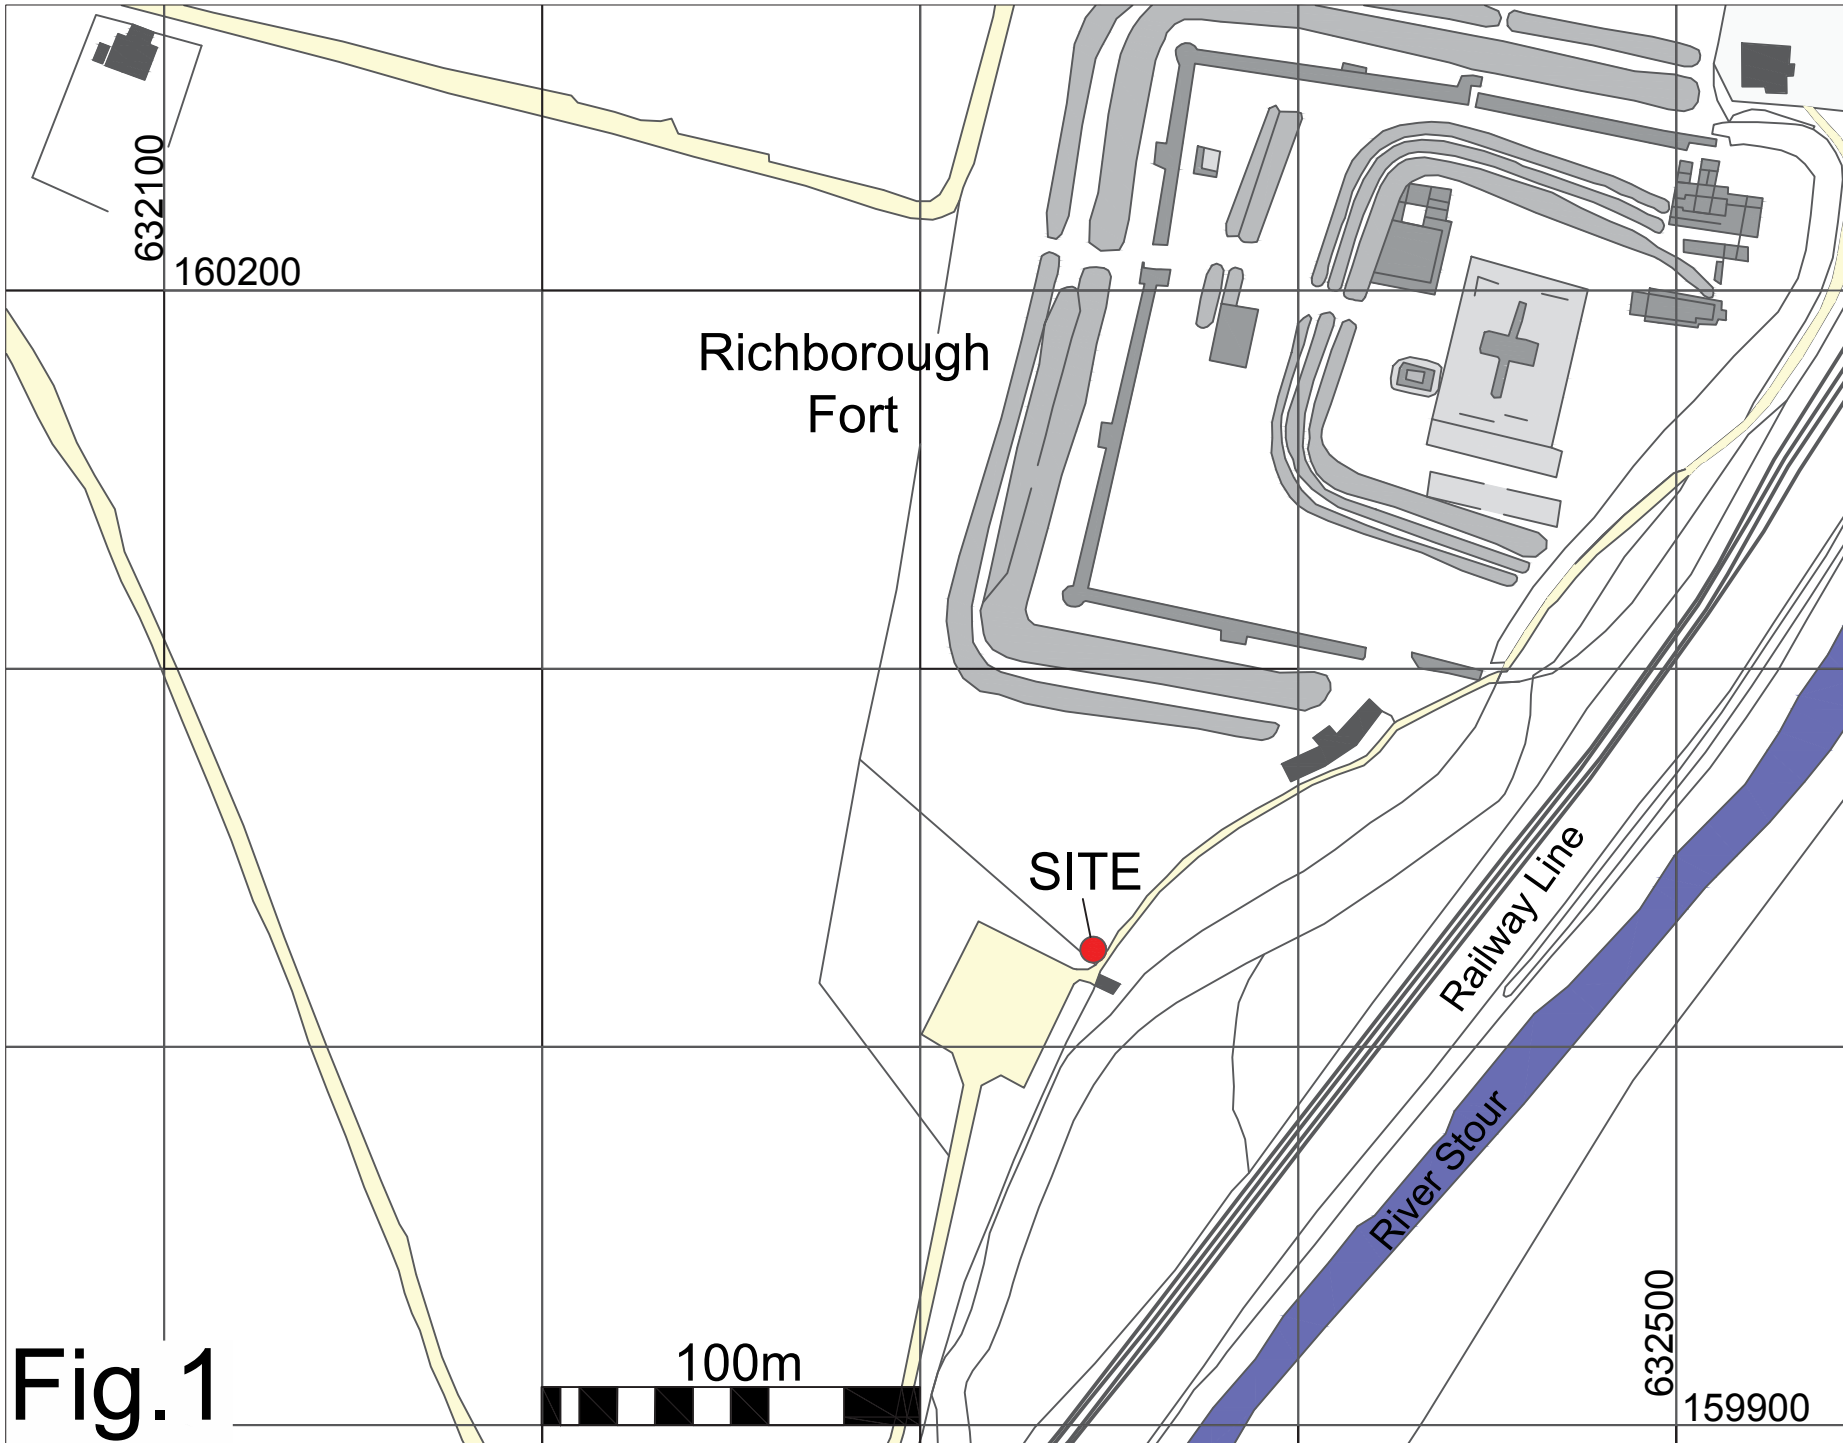 632100
160200
Richborough
Fort
SITE
Railway Line
River Stour
632500
159900
100m
Fig.1